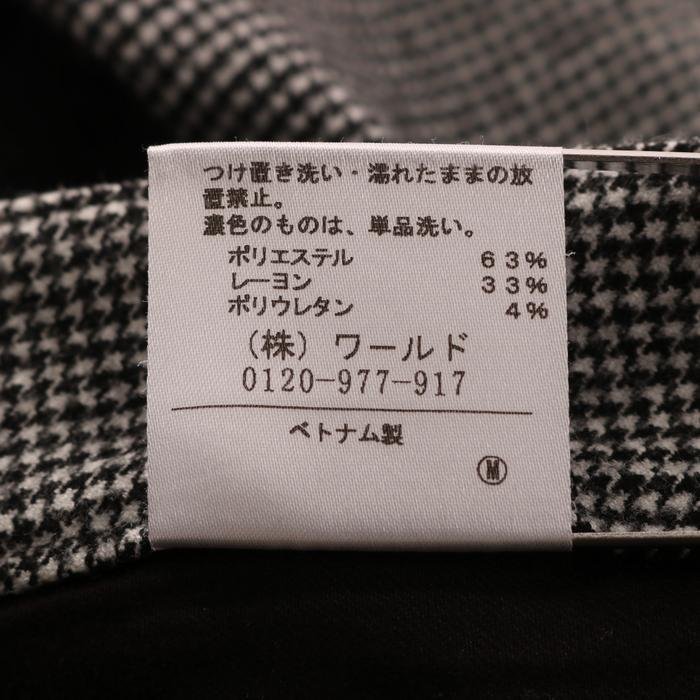 つけ置き洗い・濡れたままの放
置禁止。
濃色のものは、単品洗い。
ポリエステル 63%
レーヨン 33%
ポリウレタン 4%
(株)ワールド
0120-977-917
ベトナム製
Ⓜ